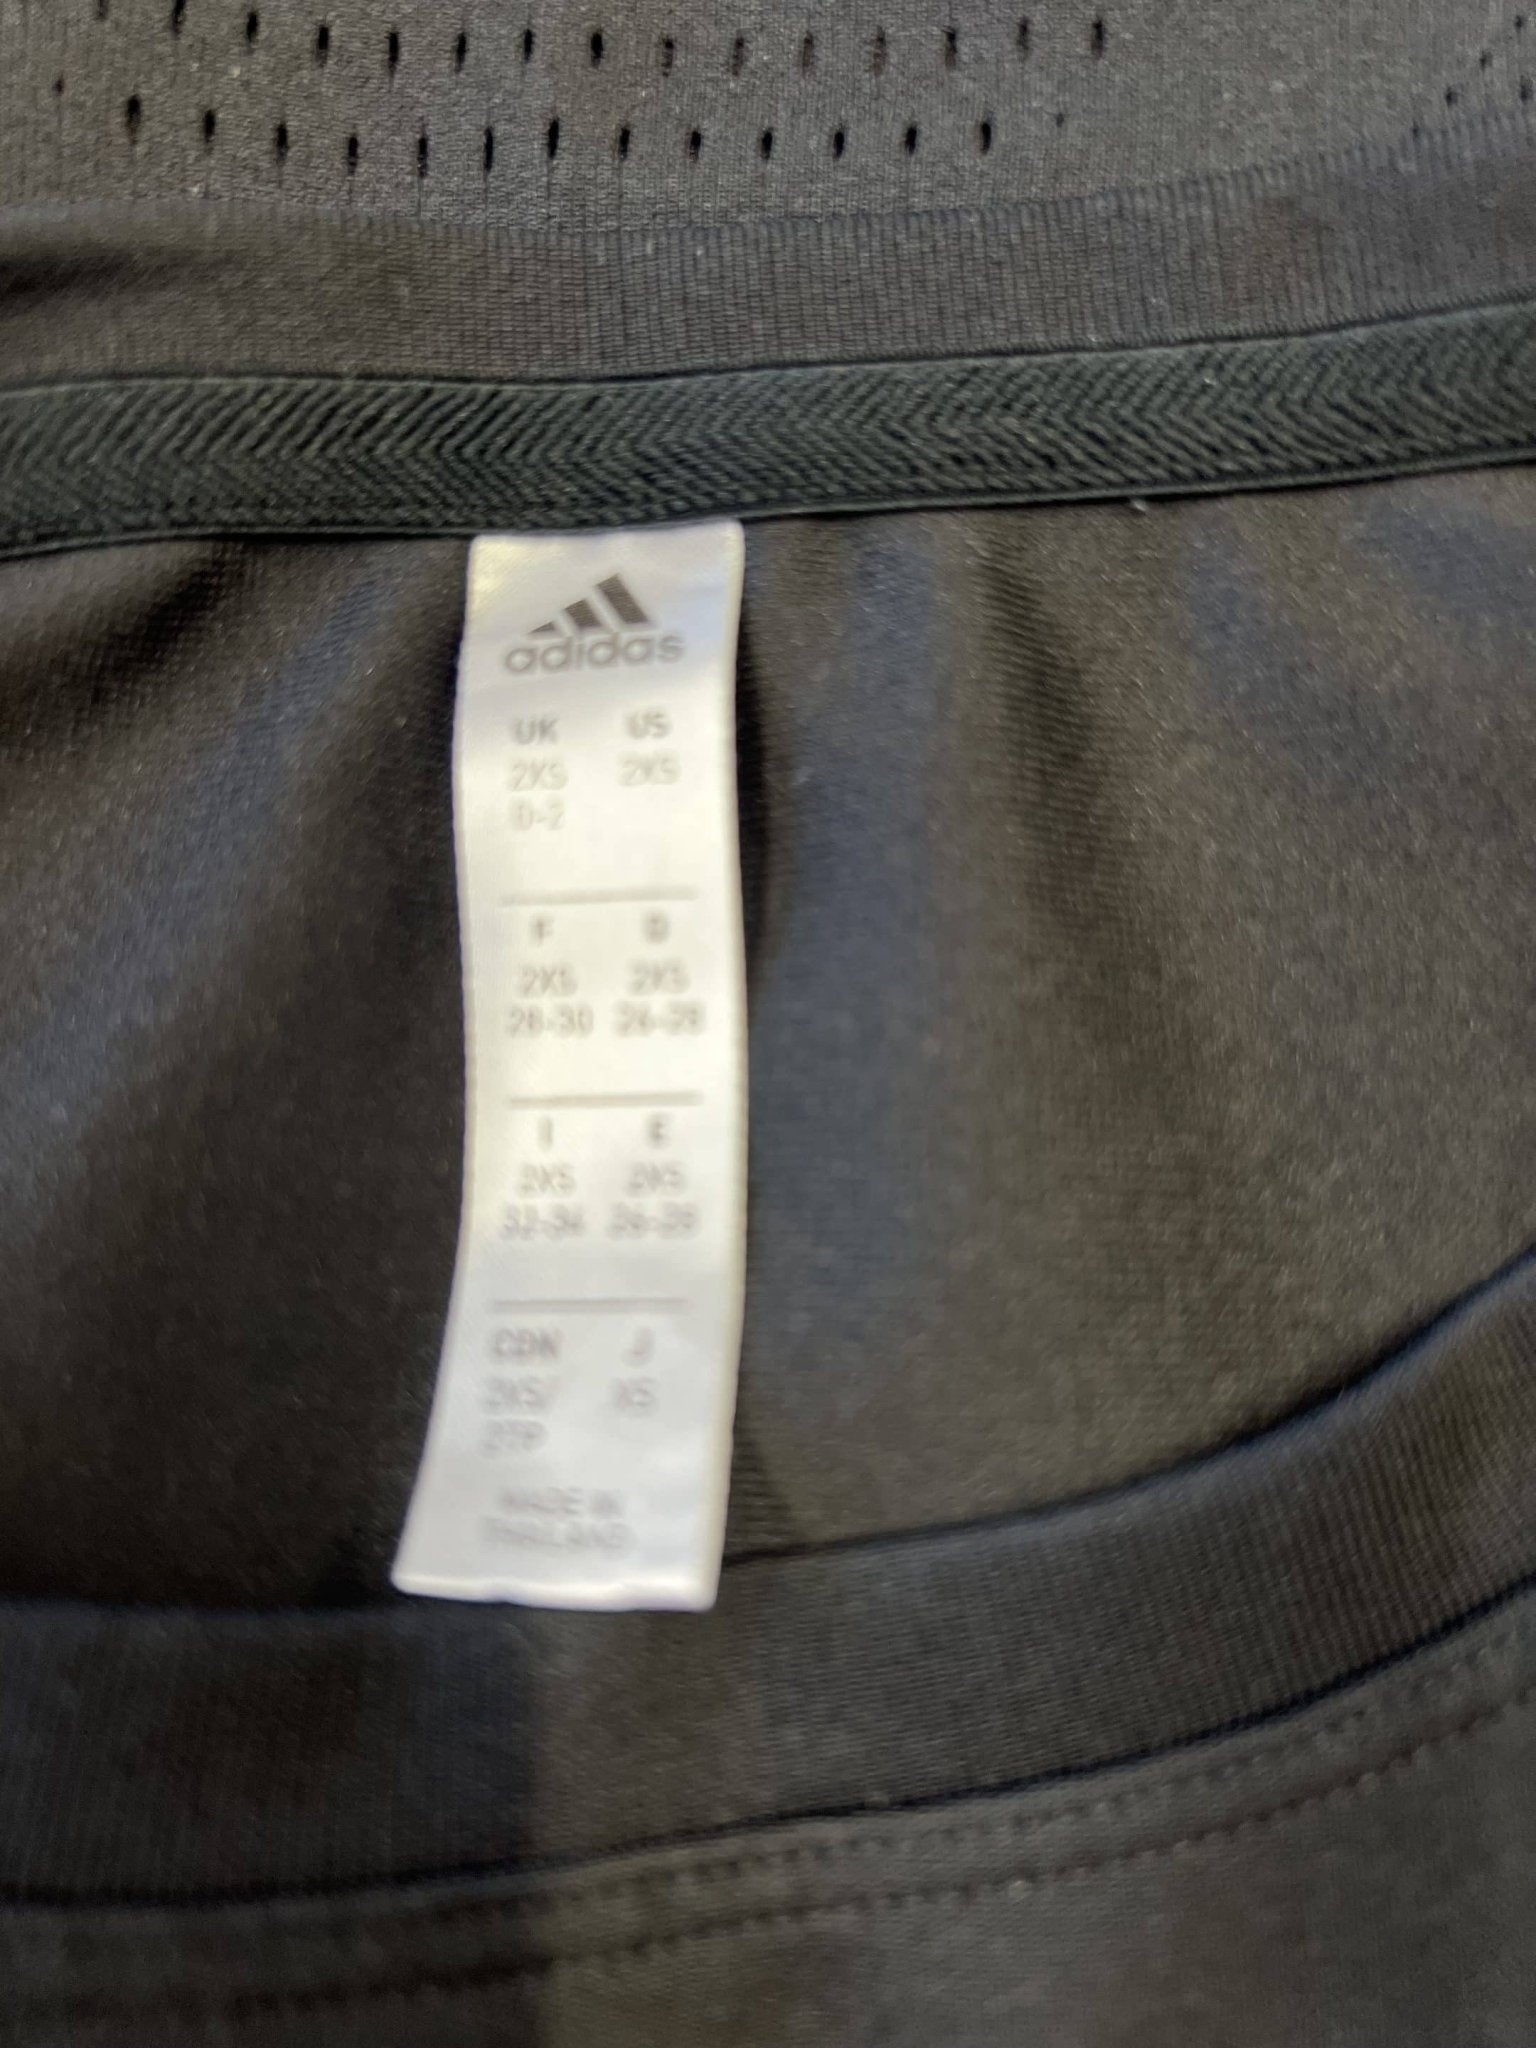 adidas
UK US
2XS 2XS
0-2
F D
2XS 2XS
28-30 26-28
I E
2XS 2XS
32-34 26-28
CDN J
2XS/ XS
2TP
MADE IN
THAILAND